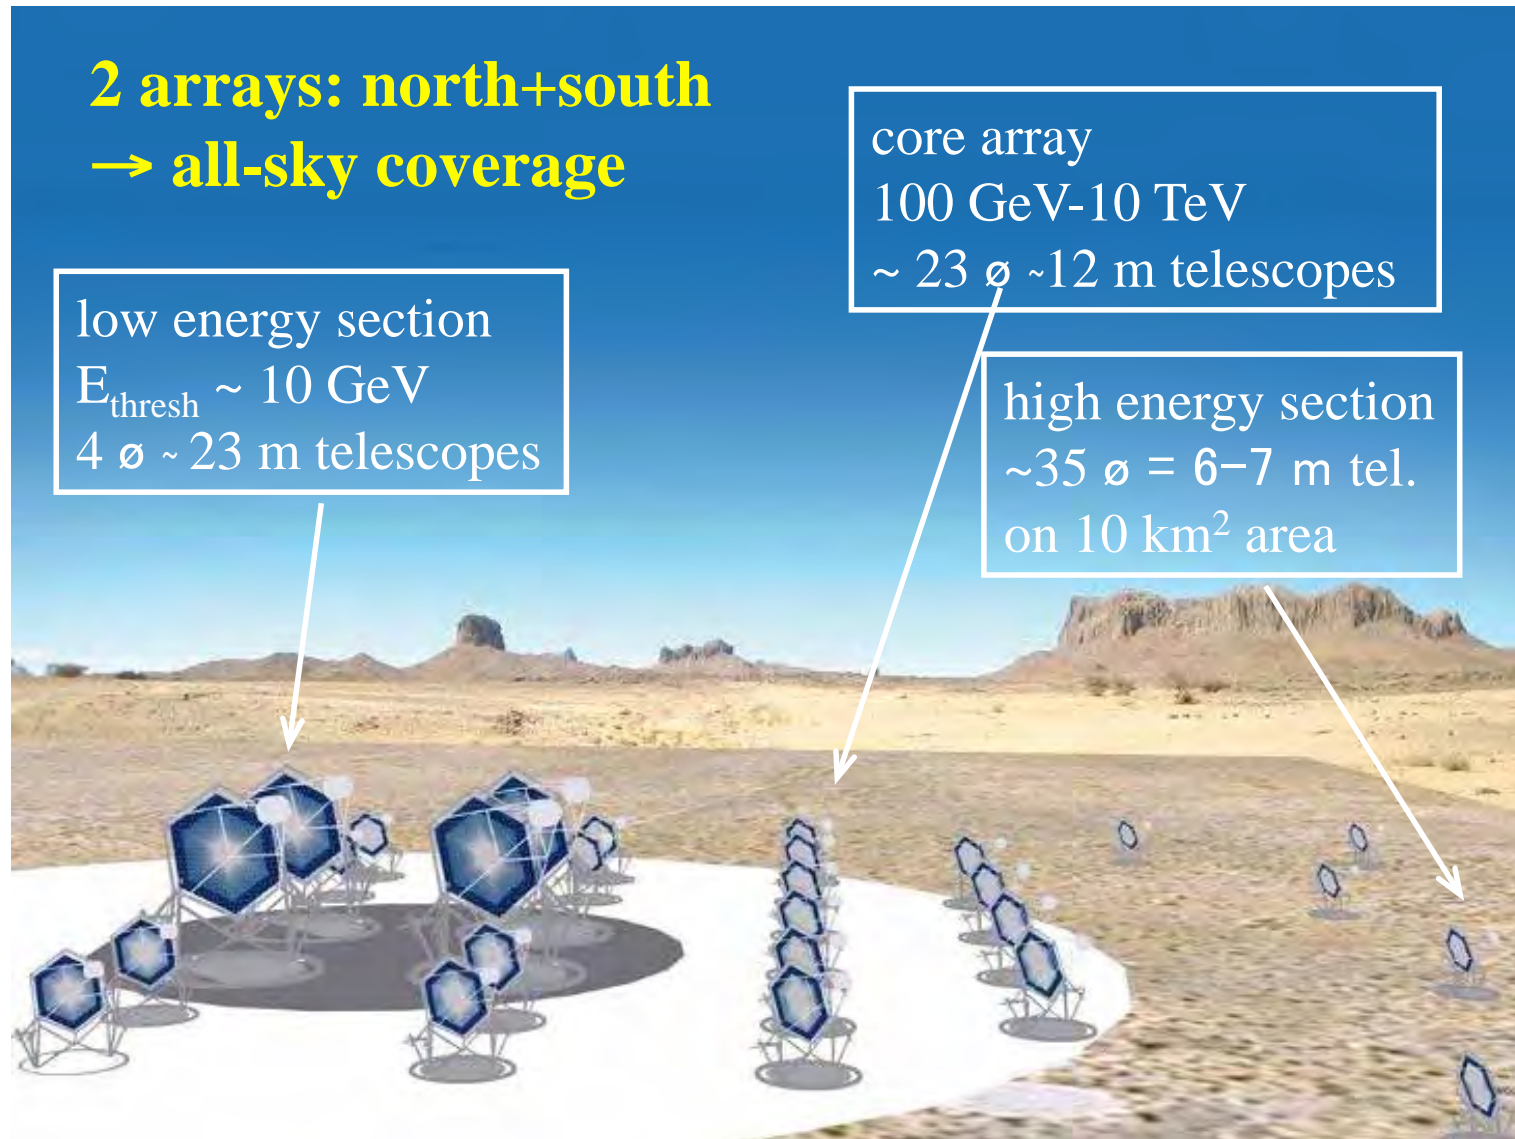 2 arrays: north+south
→ all-sky coverage
core array
100 GeV-10 TeV
~ 23 ø ~12 m telescopes
low energy section
E_thresh ~ 10 GeV
4 ø ~ 23 m telescopes
high energy section
~35 ø = 6–7 m tel.
on 10 km² area